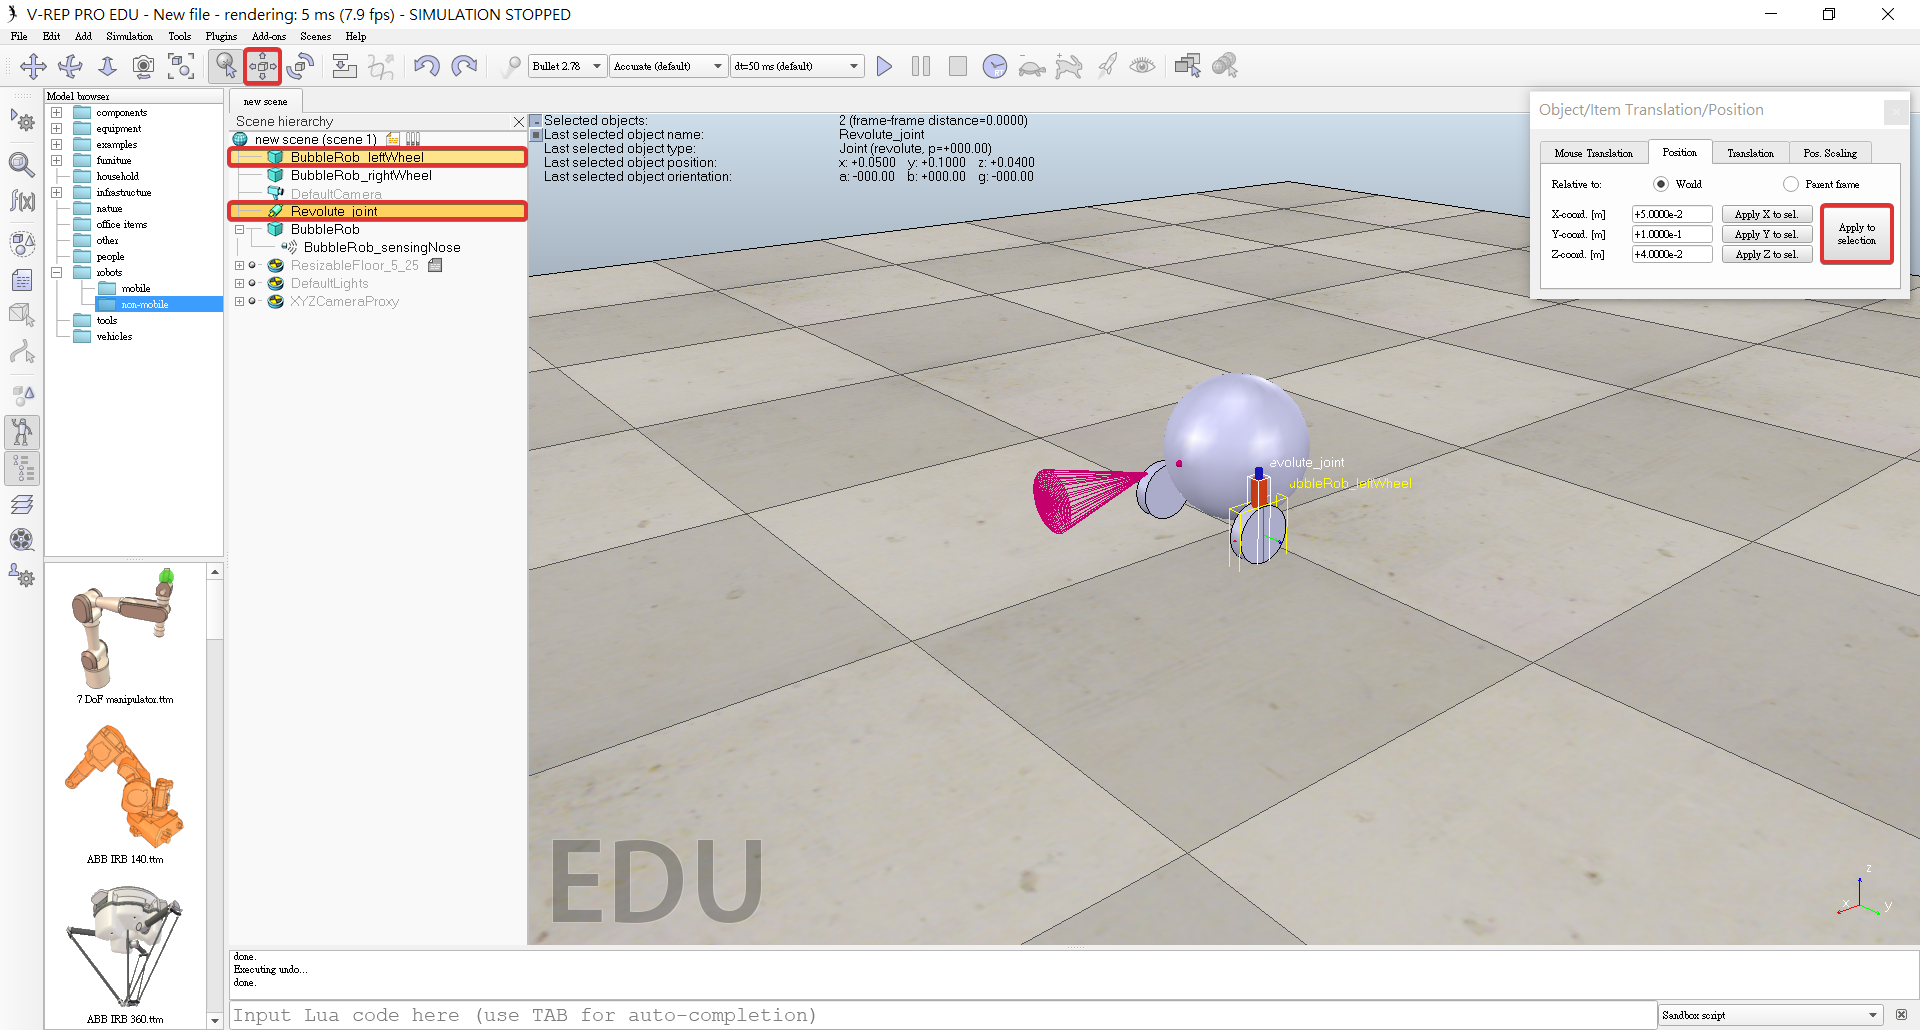 V-REP PRO EDU - New file - rendering: 5 ms (7.9 fps) - SIMULATION STOPPED
File Edit Add Simulation Tools Plugins Add-ons Scenes Help
Bullet 2.78 Accurate (default) dt=50 ms (default)
Model browser
components
equipment
examples
furniture
household
infrastructure
nature
office items
other
people
robots
mobile
non-mobile
tools
vehicles
7 DoF manipulator.ttm
ABB IRB 140.ttm
ABB IRB 360.ttm
new scene
Scene hierarchy
new scene (scene 1)
BubbleRob_leftWheel
BubbleRob_rightWheel
DefaultCamera
Revolute_joint
BubbleRob
BubbleRob_sensingNose
ResizableFloor_5_25
DefaultLights
XYZCameraProxy
Selected objects: 2 (frame-frame distance=0.0000)
Last selected object name: Revolute_joint
Last selected object type: Joint (revolute, p=+000.00)
Last selected object position: x: +0.0500 y: +0.1000 z: +0.0400
Last selected object orientation: a: -000.00 b: +000.00 g: -000.00
evolute_joint
ubbleRob_leftWheel
EDU
z
x
y
Object/Item Translation/Position
Mouse Translation Position Translation Pos. Scaling
Relative to: World Parent frame
X-coord. [m] +5.0000e-2 Apply X to sel.
Y-coord. [m] +1.0000e-1 Apply Y to sel.
Z-coord. [m] +4.0000e-2 Apply Z to sel.
Apply to
selection
done.
Executing undo...
done.
Input Lua code here (use TAB for auto-completion)
Sandbox script